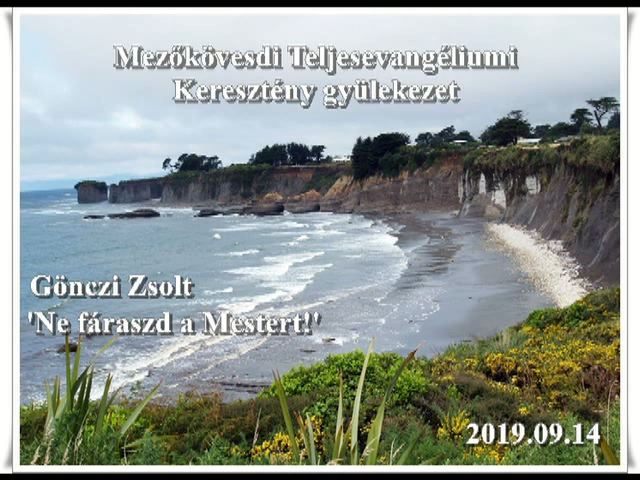 Mezőkövesdi Teljesevangéliumi
Keresztény gyülekezet
Gönczi Zsolt
'Ne fáraszd a Mestert!'
2019.09.14